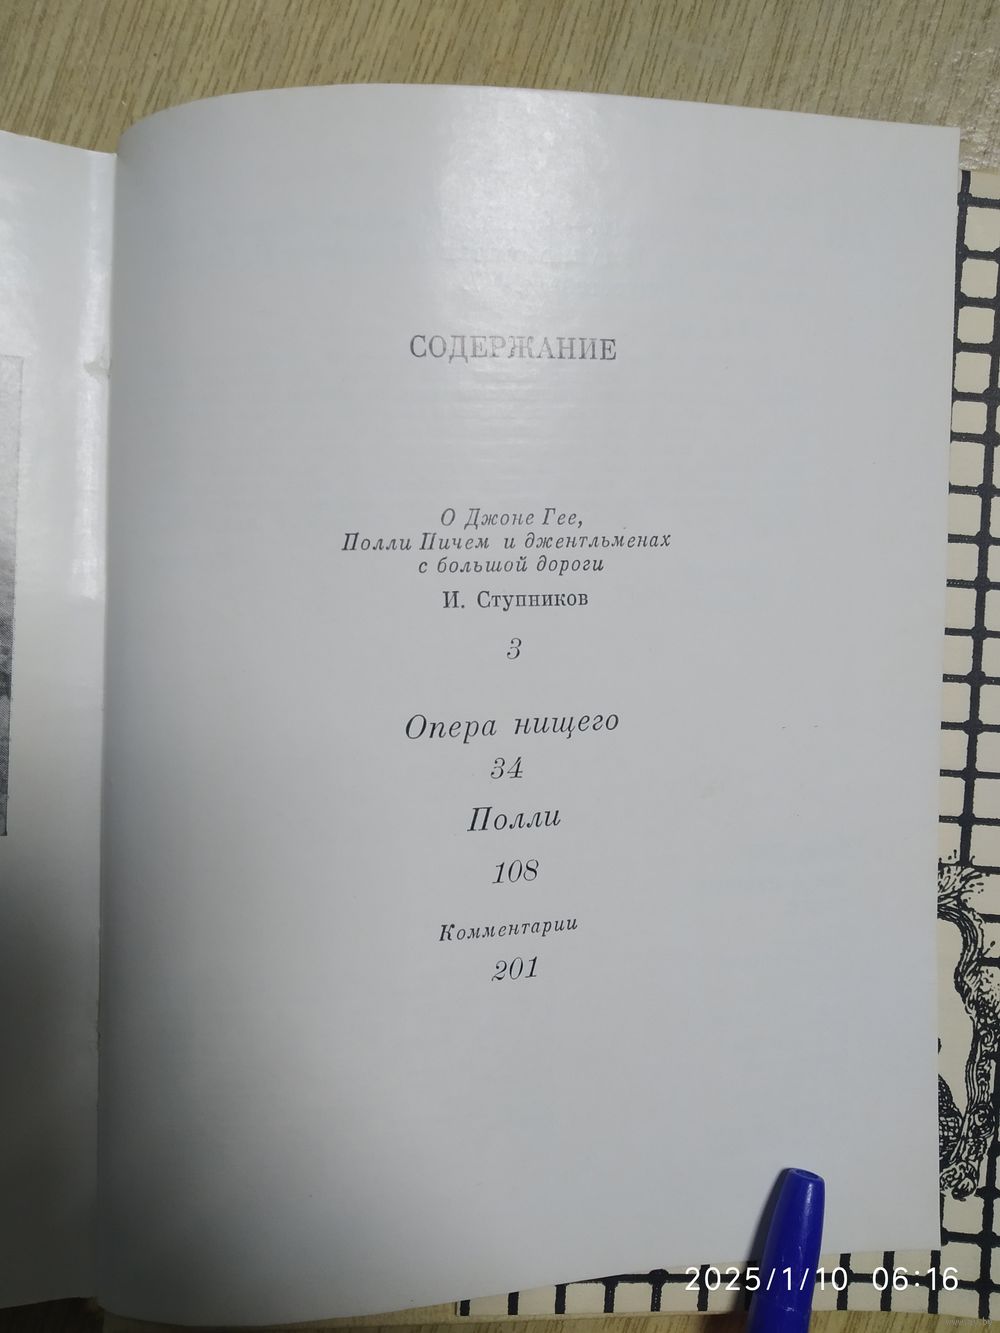 СОДЕРЖАНИЕ
О Джоне Гее,
Полли Пичем и джентльменах
с большой дороги
И. Ступников
3
Опера нищего
34
Полли
108
Комментарии
201
2025/1/10 06:16